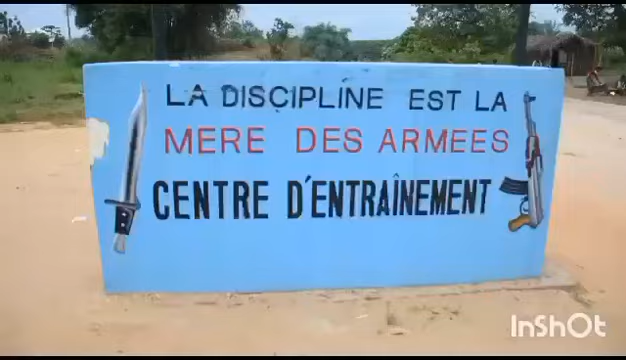 LA DISCIPLINE EST LA
MERE DES ARMEES
CENTRE D'ENTRAÎNEMENT
InShOt